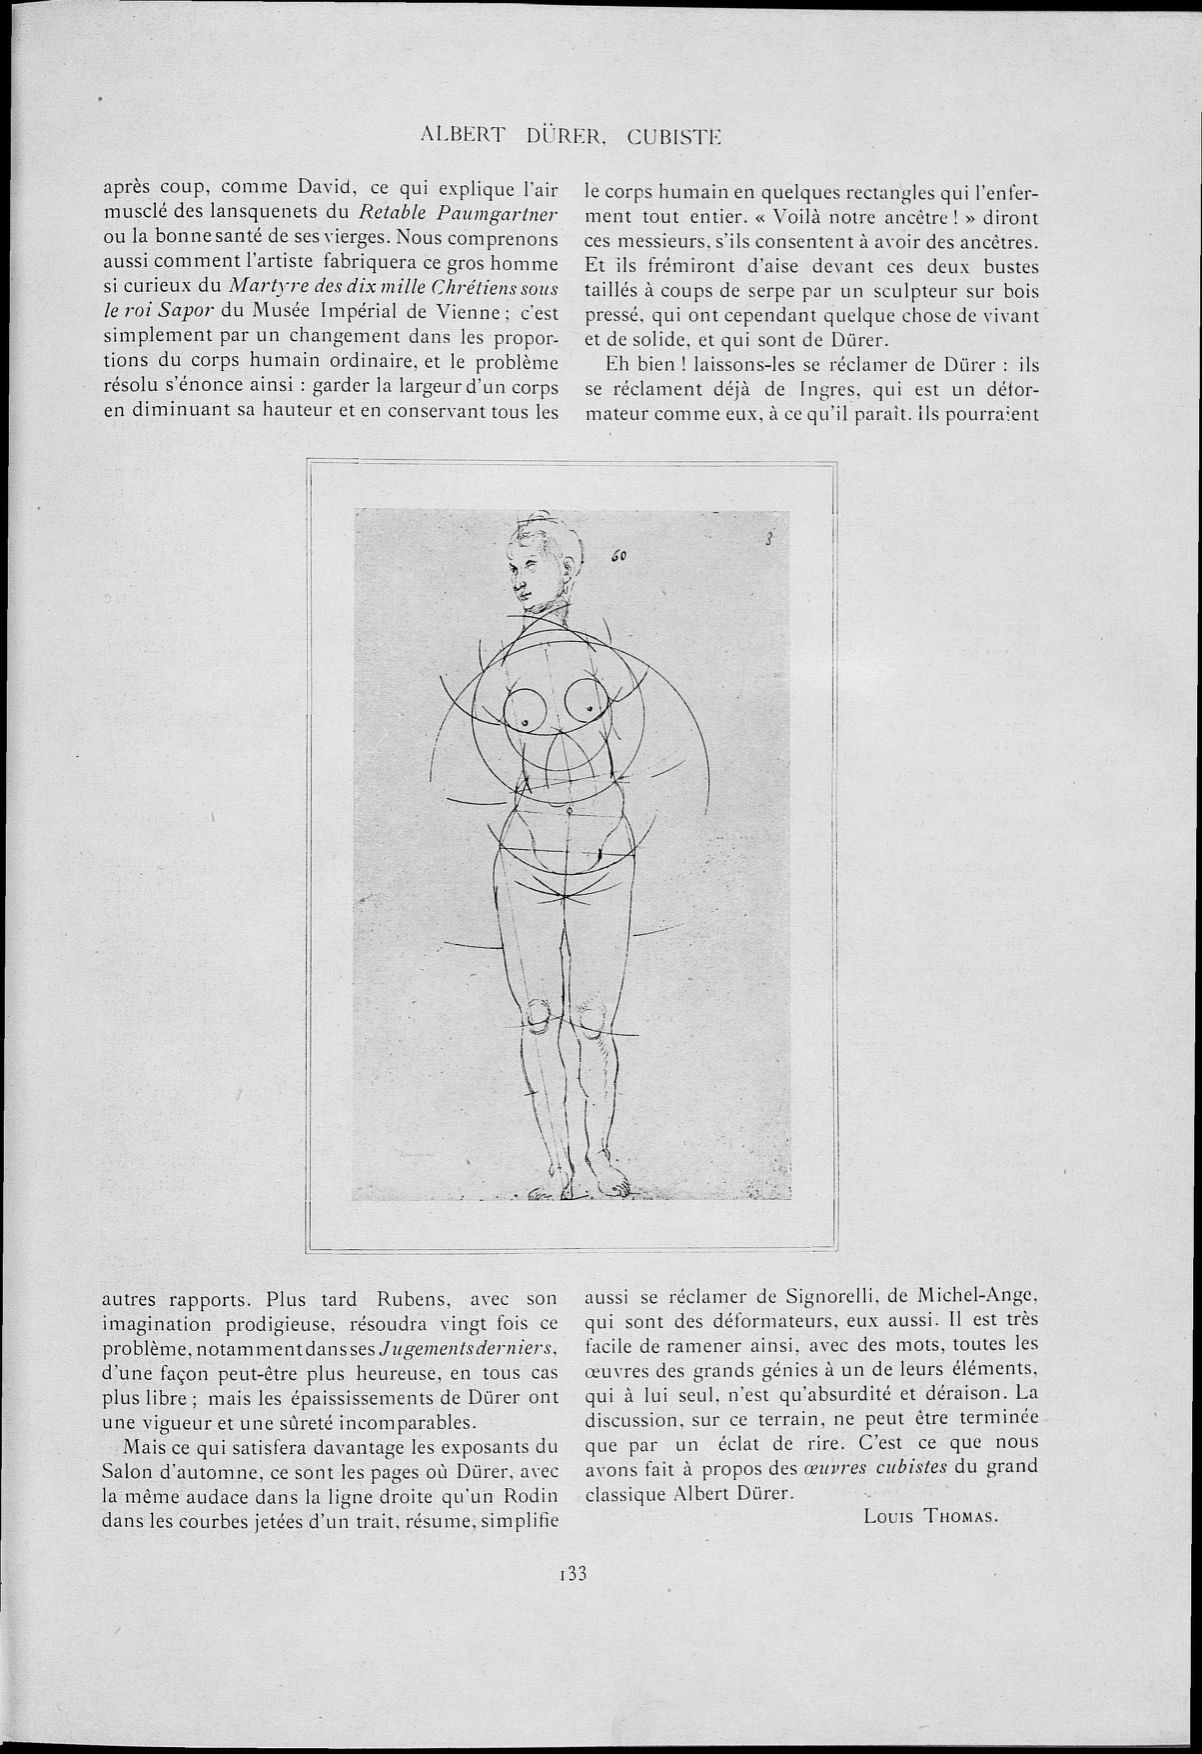 ALBERT DÜRER, CUBISTE
après coup, comme David, ce qui explique l'air
musclé des lansquenets du Retable Paumgartner
ou la bonne santé de ses vierges. Nous comprenons
aussi comment l'artiste fabriquera ce gros homme
si curieux du Martyre des dix mille Chrétiens sous
le roi Sapor du Musée Impérial de Vienne; c'est
simplement par un changement dans les propor-
tions du corps humain ordinaire, et le problème
résolu s'énonce ainsi : garder la largeur d'un corps
en diminuant sa hauteur et en conservant tous les
60
3
autres rapports. Plus tard Rubens, avec son
imagination prodigieuse, résoudra vingt fois ce
problème, notamment dans ses Jugements derniers,
d'une façon peut-être plus heureuse, en tous cas
plus libre; mais les épaississements de Dürer ont
une vigueur et une sûreté incomparables.
Mais ce qui satisfera davantage les exposants du
Salon d'automne, ce sont les pages où Dürer, avec
la même audace dans la ligne droite qu'un Rodin
dans les courbes jetées d'un trait, résume, simplifie
le corps humain en quelques rectangles qui l'enfer-
ment tout entier. « Voilà notre ancêtre ! » diront
ces messieurs, s'ils consentent à avoir des ancêtres.
Et ils frémiront d'aise devant ces deux bustes
taillés à coups de serpe par un sculpteur sur bois
pressé, qui ont cependant quelque chose de vivant
et de solide, et qui sont de Dürer.
Eh bien ! laissons-les se réclamer de Dürer : ils
se réclament déjà de Ingres, qui est un défor-
mateur comme eux, à ce qu'il paraît. Ils pourraient
aussi se réclamer de Signorelli, de Michel-Ange,
qui sont des déformateurs, eux aussi. Il est très
facile de ramener ainsi, avec des mots, toutes les
œuvres des grands génies à un de leurs éléments,
qui à lui seul, n'est qu'absurdité et déraison. La
discussion, sur ce terrain, ne peut être terminée
que par un éclat de rire. C'est ce que nous
avons fait à propos des œuvres cubistes du grand
classique Albert Dürer.
LOUIS THOMAS.
133